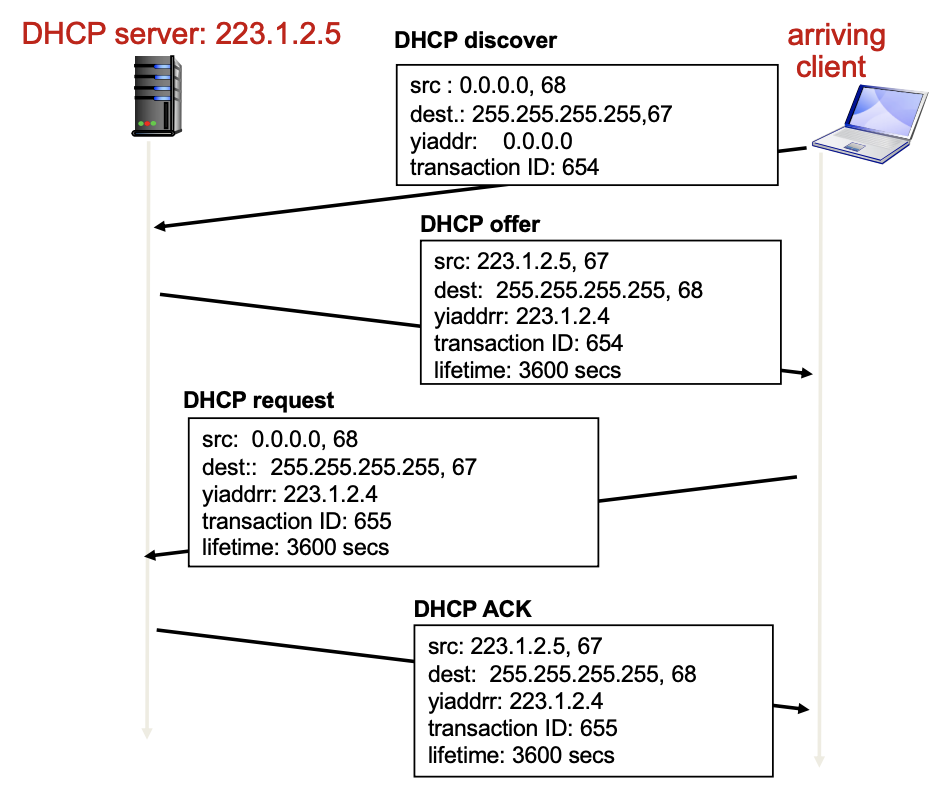 DHCP server: 223.1.2.5
arriving
client
DHCP discover
src : 0.0.0.0, 68
dest.: 255.255.255.255,67
yiaddr: 0.0.0.0
transaction ID: 654
DHCP offer
src: 223.1.2.5, 67
dest: 255.255.255.255, 68
yiaddrr: 223.1.2.4
transaction ID: 654
lifetime: 3600 secs
DHCP request
src: 0.0.0.0, 68
dest:: 255.255.255.255, 67
yiaddrr: 223.1.2.4
transaction ID: 655
lifetime: 3600 secs
DHCP ACK
src: 223.1.2.5, 67
dest: 255.255.255.255, 68
yiaddrr: 223.1.2.4
transaction ID: 655
lifetime: 3600 secs